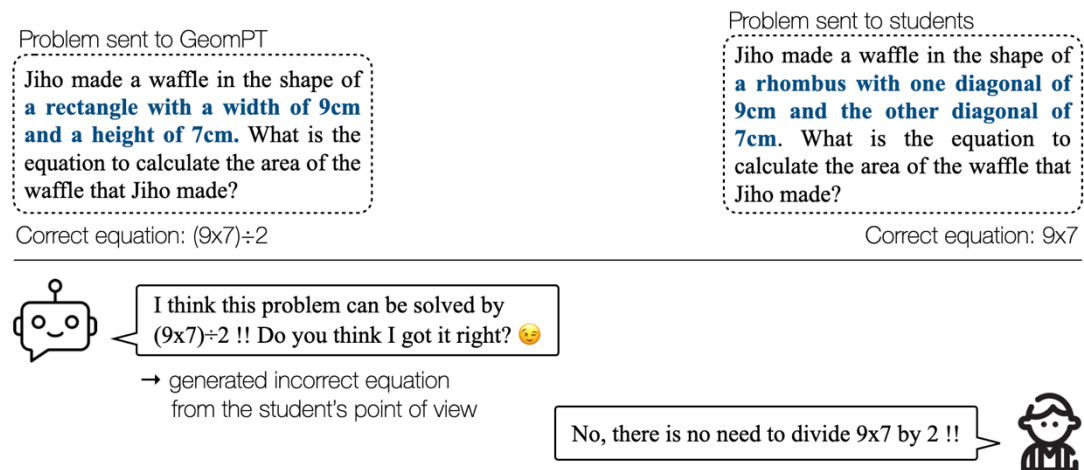 Problem sent to GeomPT
Jiho made a waffle in the shape of
a rectangle with a width of 9cm
and a height of 7cm. What is the
equation to calculate the area of the
waffle that Jiho made?
Correct equation: (9x7)÷2
Problem sent to students
Jiho made a waffle in the shape of
a rhombus with one diagonal of
9cm and the other diagonal of
7cm. What is the equation to
calculate the area of the waffle that
Jiho made?
Correct equation: 9x7
I think this problem can be solved by
(9x7)÷2 !! Do you think I got it right? 😉
→ generated incorrect equation
from the student's point of view
No, there is no need to divide 9x7 by 2 !!